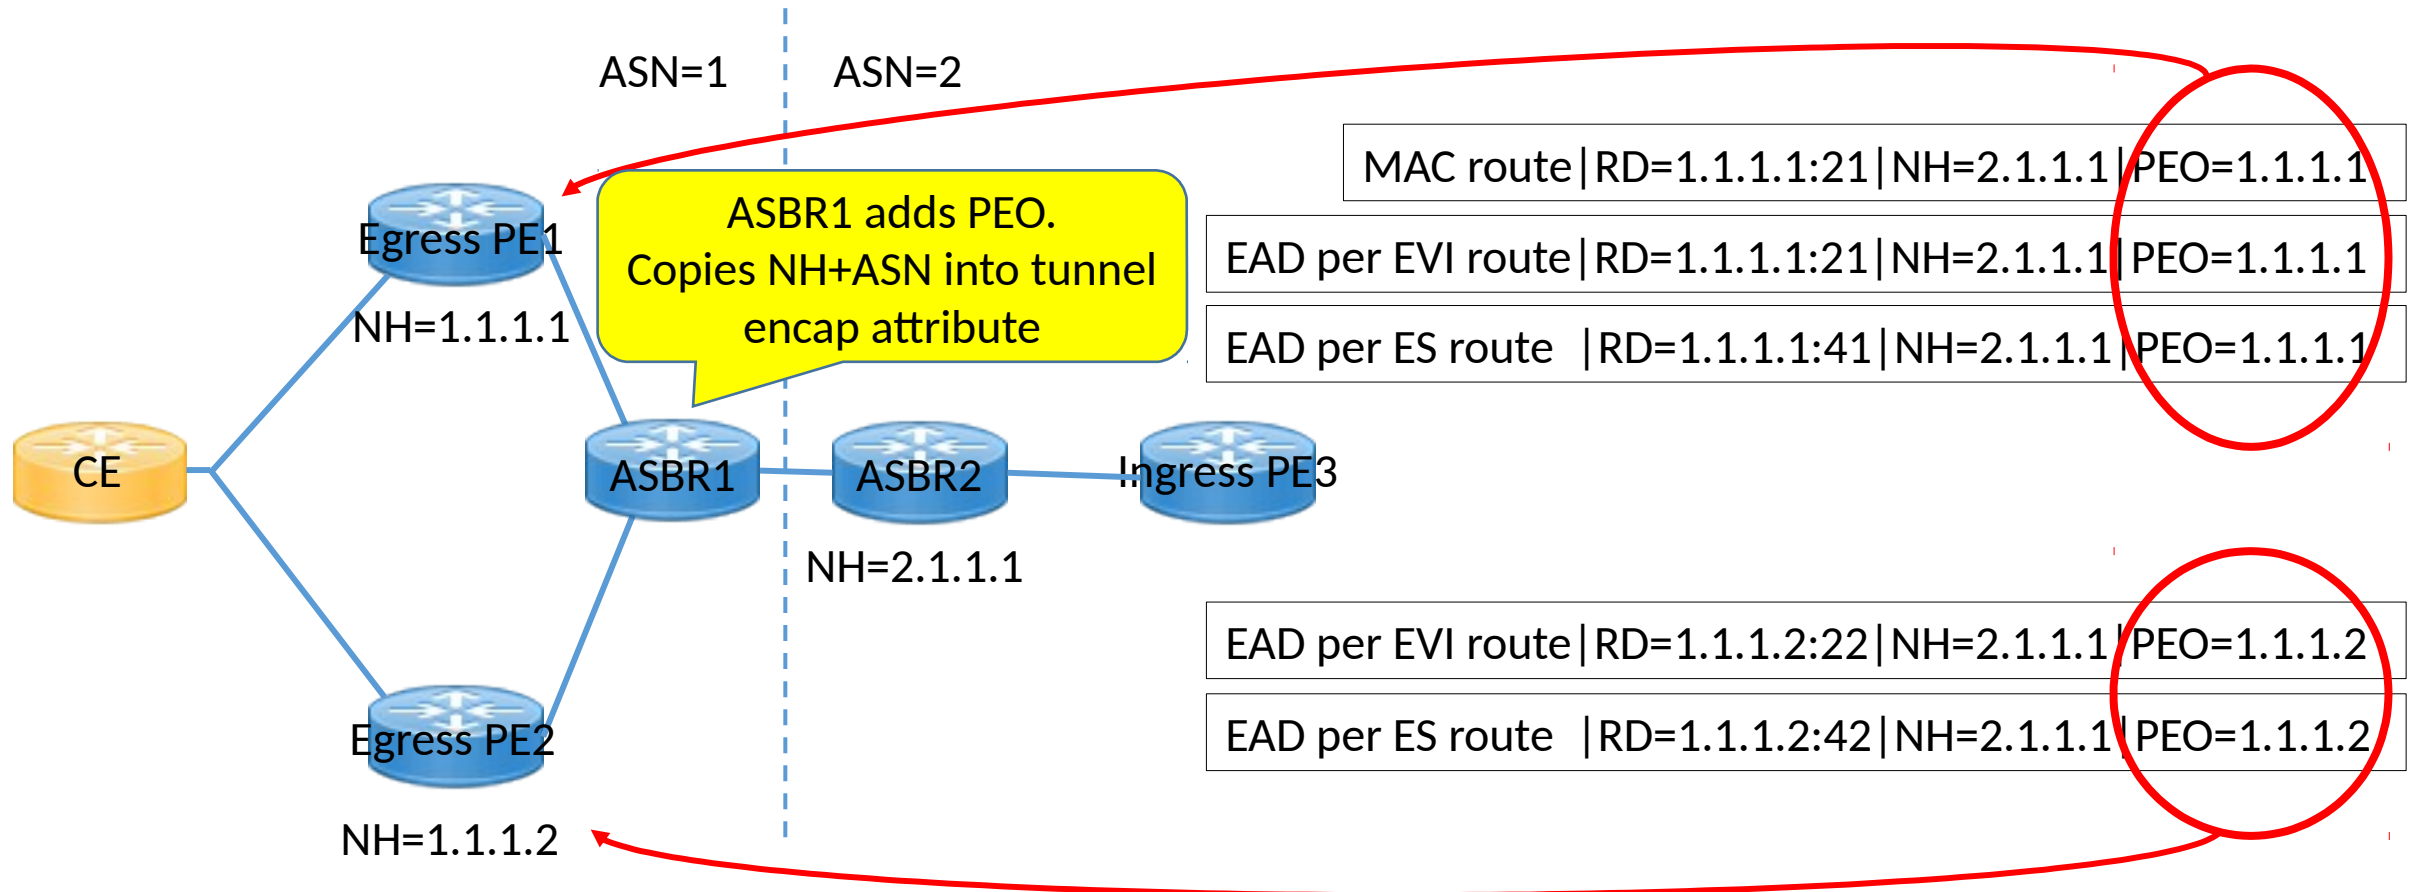 ASN=1
ASN=2
MAC route|RD=1.1.1.1:21|NH=2.1.1.1|PEO=1.1.1.1
EAD per EVI route|RD=1.1.1.1:21|NH=2.1.1.1|PEO=1.1.1.1
EAD per ES route |RD=1.1.1.1:41|NH=2.1.1.1|PEO=1.1.1.1
ASBR1 adds PEO.
Copies NH+ASN into tunnel
encap attribute
Egress PE1
NH=1.1.1.1
CE
ASBR1
ASBR2
Ingress PE3
NH=2.1.1.1
EAD per EVI route|RD=1.1.1.2:22|NH=2.1.1.1|PEO=1.1.1.2
EAD per ES route |RD=1.1.1.2:42|NH=2.1.1.1|PEO=1.1.1.2
Egress PE2
NH=1.1.1.2